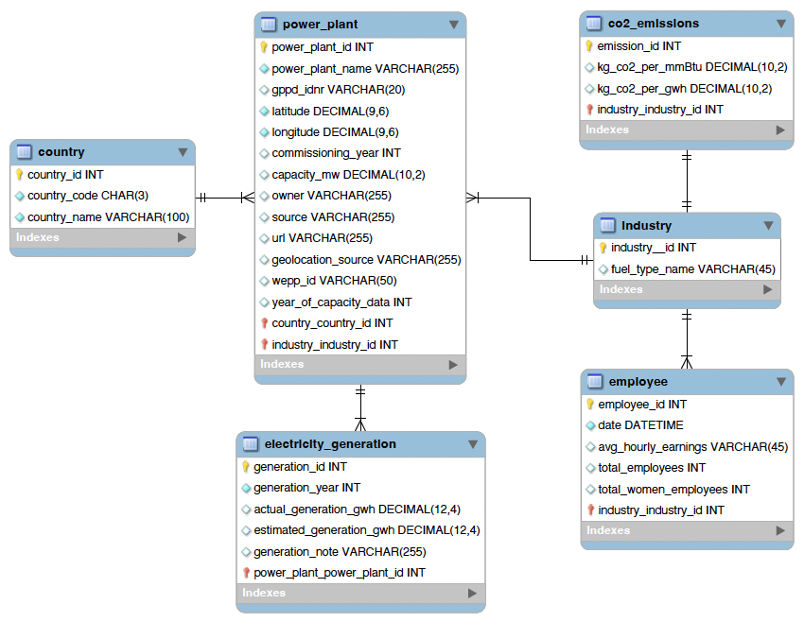 power_plant
power_plant_id INT
power_plant_name VARCHAR(255)
gppd_idnr VARCHAR(20)
latitude DECIMAL(9,6)
longitude DECIMAL(9,6)
commissioning_year INT
capacity_mw DECIMAL(10,2)
owner VARCHAR(255)
source VARCHAR(255)
url VARCHAR(255)
geolocation_source VARCHAR(255)
wepp_id VARCHAR(50)
year_of_capacity_data INT
country_country_id INT
industry_industry_id INT
Indexes
co2_emissions
emission_id INT
kg_co2_per_mmBtu DECIMAL(10,2)
kg_co2_per_gwh DECIMAL(10,2)
industry_industry_id INT
Indexes
country
country_id INT
country_code CHAR(3)
country_name VARCHAR(100)
Indexes
industry
industry__id INT
fuel_type_name VARCHAR(45)
Indexes
employee
employee_id INT
date DATETIME
avg_hourly_earnings VARCHAR(45)
total_employees INT
total_women_employees INT
industry_industry_id INT
Indexes
electricity_generation
generation_id INT
generation_year INT
actual_generation_gwh DECIMAL(12,4)
estimated_generation_gwh DECIMAL(12,4)
generation_note VARCHAR(255)
power_plant_power_plant_id INT
Indexes